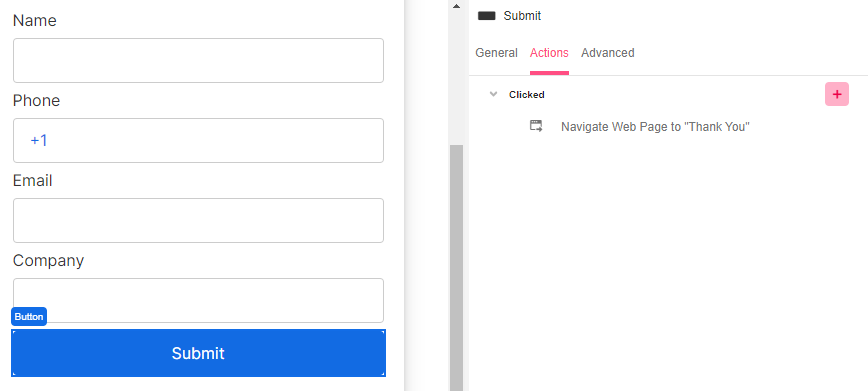 Name
Phone
+1
Email
Company
Button
Submit
Submit
General Actions Advanced
Clicked
+
Navigate Web Page to "Thank You"